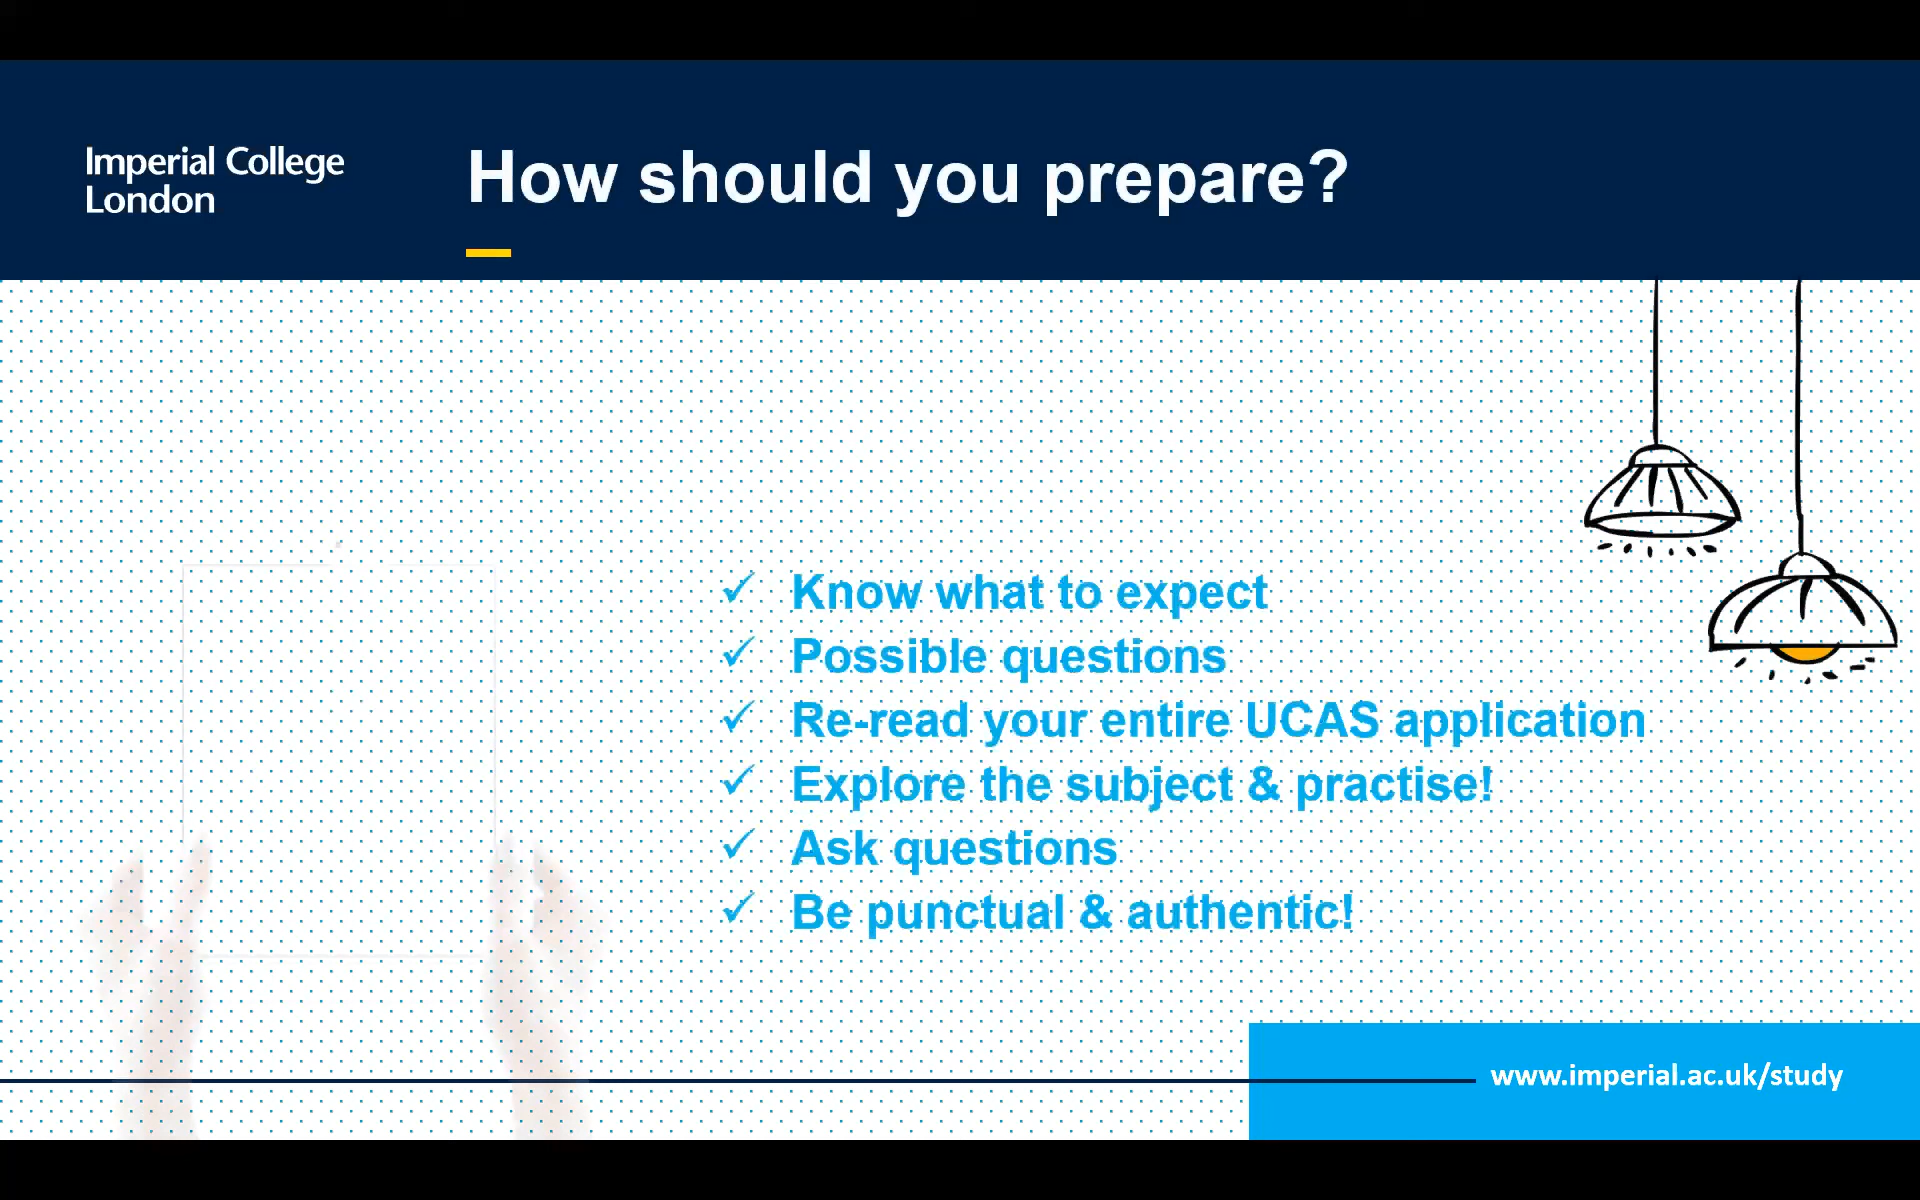 Imperial College
London
How should you prepare?
✓ Know what to expect
✓ Possible questions
✓ Re-read your entire UCAS application
✓ Explore the subject & practise!
✓ Ask questions
✓ Be punctual & authentic!
www.imperial.ac.uk/study